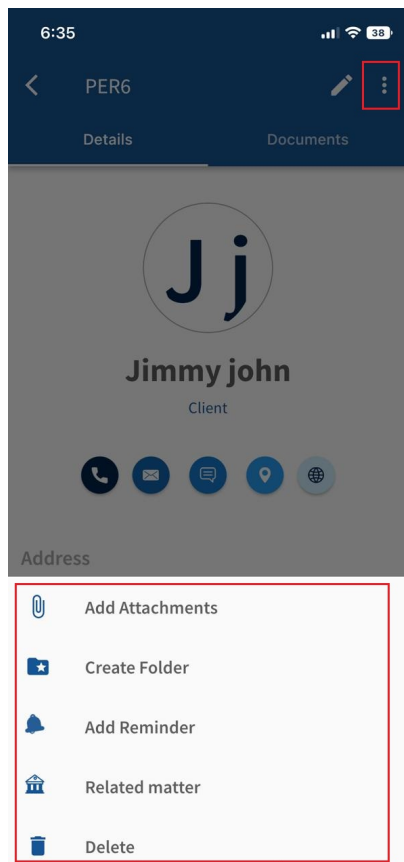 6:35
38
PER6
Details
Documents
Jj
Jimmy john
Client
Address
Add Attachments
Create Folder
Add Reminder
Related matter
Delete